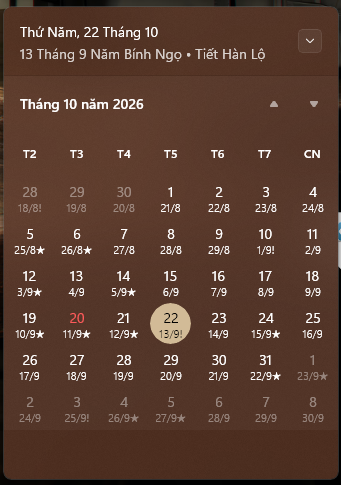 Thứ Năm, 22 Tháng 10
13 Tháng 9 Năm Bính Ngọ • Tiết Hàn Lộ
Tháng 10 năm 2026
T2 T3 T4 T5 T6 T7 CN
28 29 30 1 2 3 4
18/8! 19/8 20/8 21/8 22/8 23/8 24/8
5 6 7 8 9 10 11
25/8★ 26/8★ 27/8 28/8 29/8 1/9! 2/9
12 13 14 15 16 17 18
3/9★ 4/9 5/9★ 6/9 7/9 8/9 9/9
19 20 21 22 23 24 25
10/9★ 11/9★ 12/9★ 13/9! 14/9 15/9★ 16/9
26 27 28 29 30 31 1
17/9 18/9 19/9 20/9 21/9 22/9★ 23/9★
2 3 4 5 6 7 8
24/9 25/9! 26/9★ 27/9★ 28/9 29/9 30/9